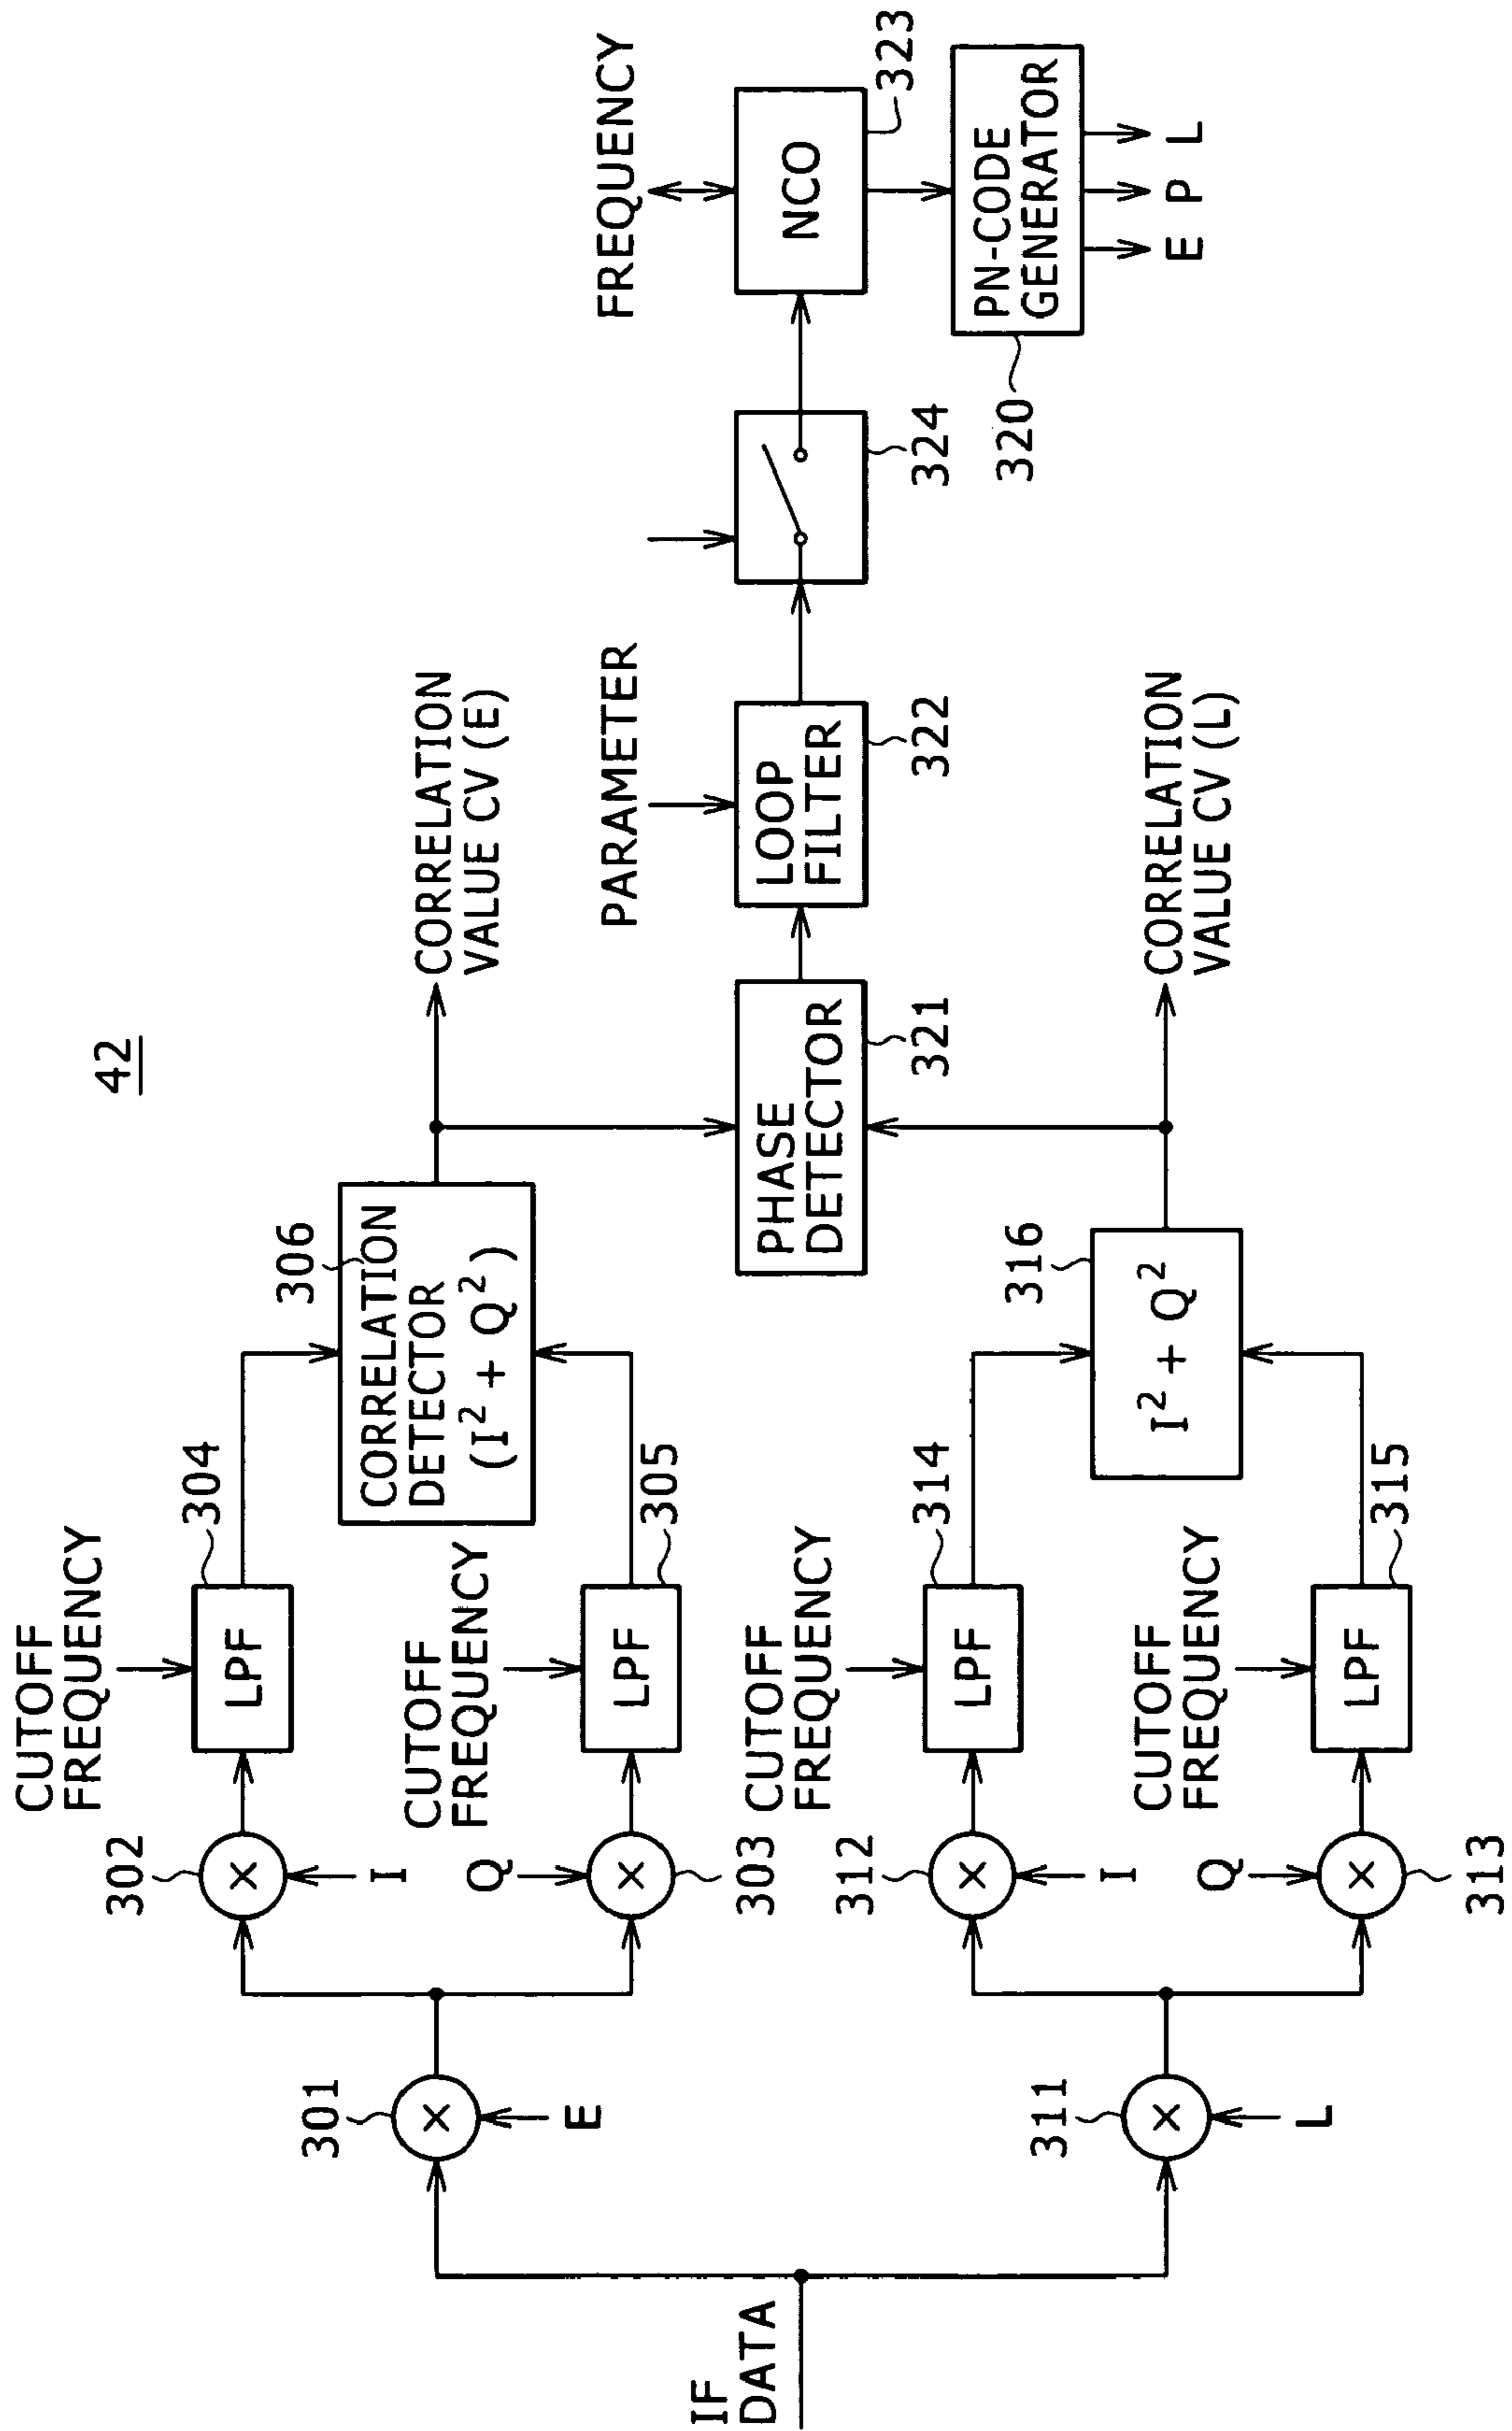 42
IF
DATA
301
E
311
L
302
I
Q
303
312
I
Q
313
CUTOFF
FREQUENCY
LPF
304
CUTOFF
FREQUENCY
LPF
305
CUTOFF
FREQUENCY
LPF
314
CUTOFF
FREQUENCY
LPF
315
306
CORRELATION
DETECTOR
(I² + Q²)
316
I² + Q²
CORRELATION
VALUE CV (E)
PHASE
DETECTOR
321
CORRELATION
VALUE CV (L)
PARAMETER
LOOP
FILTER
322
324
FREQUENCY
NCO
323
PN-CODE
GENERATOR
320
E P L